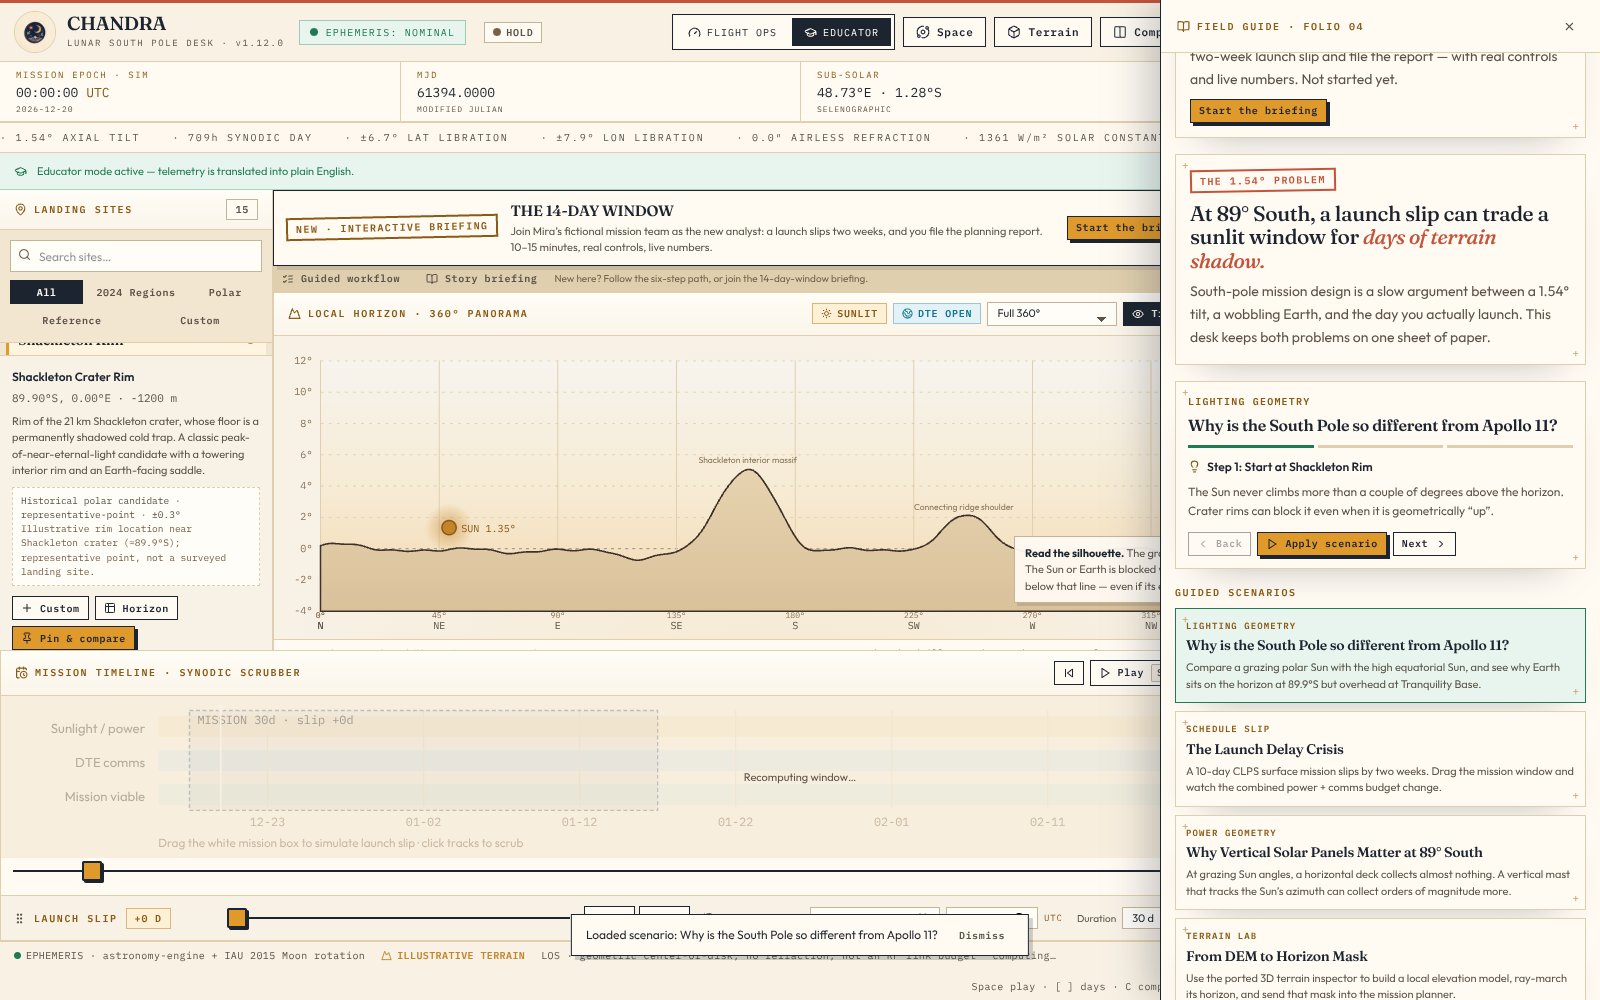 CHANDRA
LUNAR SOUTH POLE DESK · v1.12.0
EPHEMERIS: NOMINAL
HOLD
FLIGHT OPS
EDUCATOR
Space
Terrain
MISSION EPOCH · SIM
00:00:00 UTC
2026-12-20
MJD
61394.0000
MODIFIED JULIAN
SUB-SOLAR
48.73°E · 1.28°S
SELENOGRAPHIC
· 1.54° AXIAL TILT · 709h SYNODIC DAY · ±6.7° LAT LIBRATION · ±7.9° LON LIBRATION · 0.0° AIRLESS REFRACTION · 1361 W/m² SOLAR CONSTANT
Educator mode active — telemetry is translated into plain English.
LANDING SITES
15
Search sites...
All
2024 Regions
Polar
Reference
Custom
Shackleton Rim
Shackleton Crater Rim
89.90°S, 0.00°E · -1200 m
Rim of the 21 km Shackleton crater, whose floor is a
permanently shadowed cold trap. A classic peak-
of-near-eternal-light candidate with a towering
interior rim and an Earth-facing saddle.
Historical polar candidate ·
representative-point · ±0.3°
Illustrative rim location near
Shackleton crater (≈89.9°S);
representative point, not a surveyed
landing site.
Custom
Horizon
Pin & compare
NEW · INTERACTIVE BRIEFING
THE 14-DAY WINDOW
Join Mira's fictional mission team as the new analyst: a launch slips two weeks, and you file the planning report.
10–15 minutes, real controls, live numbers.
Start the bri
Guided workflow
Story briefing
New here? Follow the six-step path, or join the 14-day-window briefing.
LOCAL HORIZON · 360° PANORAMA
SUNLIT
DTE OPEN
Full 360°
12°
10°
8°
6°
4°
2°
0°
-2°
-4°
Shackleton interior massif
Connecting ridge shoulder
SUN 1.35°
Read the silhouette. The gr
The Sun or Earth is blocked
below that line — even if its
0° 45° 90° 135° 180° 225° 270° 315°
N NE E SE S SW W NW
MISSION TIMELINE · SYNODIC SCRUBBER
Play
MISSION 30d · slip +0d
Sunlight / power
DTE comms
Mission viable
Recomputing window…
12-23 01-02 01-12 01-22 02-01 02-11
Drag the white mission box to simulate launch slip · click tracks to scrub
LAUNCH SLIP
+0 D
UTC
Duration
30 d
Loaded scenario: Why is the South Pole so different from Apollo 11?
Dismiss
EPHEMERIS · astronomy-engine + IAU 2015 Moon rotation
ILLUSTRATIVE TERRAIN
LOS · geometric center-of-disk, no refraction, not an RF link budget computing…
Space play · [ ] days · C comp
FIELD GUIDE · FOLIO 04
two-week launch slip and file the report — with real controls
and live numbers. Not started yet.
Start the briefing
THE 1.54° PROBLEM
At 89° South, a launch slip can trade a
sunlit window for days of terrain
shadow.
South-pole mission design is a slow argument between a 1.54°
tilt, a wobbling Earth, and the day you actually launch. This
desk keeps both problems on one sheet of paper.
LIGHTING GEOMETRY
Why is the South Pole so different from Apollo 11?
Step 1: Start at Shackleton Rim
The Sun never climbs more than a couple of degrees above the horizon.
Crater rims can block it even when it is geometrically “up”.
Back
Apply scenario
Next
GUIDED SCENARIOS
LIGHTING GEOMETRY
Why is the South Pole so different from Apollo 11?
Compare a grazing polar Sun with the high equatorial Sun, and see why Earth
sits on the horizon at 89.9°S but overhead at Tranquility Base.
SCHEDULE SLIP
The Launch Delay Crisis
A 10-day CLPS surface mission slips by two weeks. Drag the mission window and
watch the combined power + comms budget change.
POWER GEOMETRY
Why Vertical Solar Panels Matter at 89° South
At grazing Sun angles, a horizontal deck collects almost nothing. A vertical mast
that tracks the Sun's azimuth can collect orders of magnitude more.
TERRAIN LAB
From DEM to Horizon Mask
Use the ported 3D terrain inspector to build a local elevation model, ray-march
its horizon, and send that mask into the mission planner.